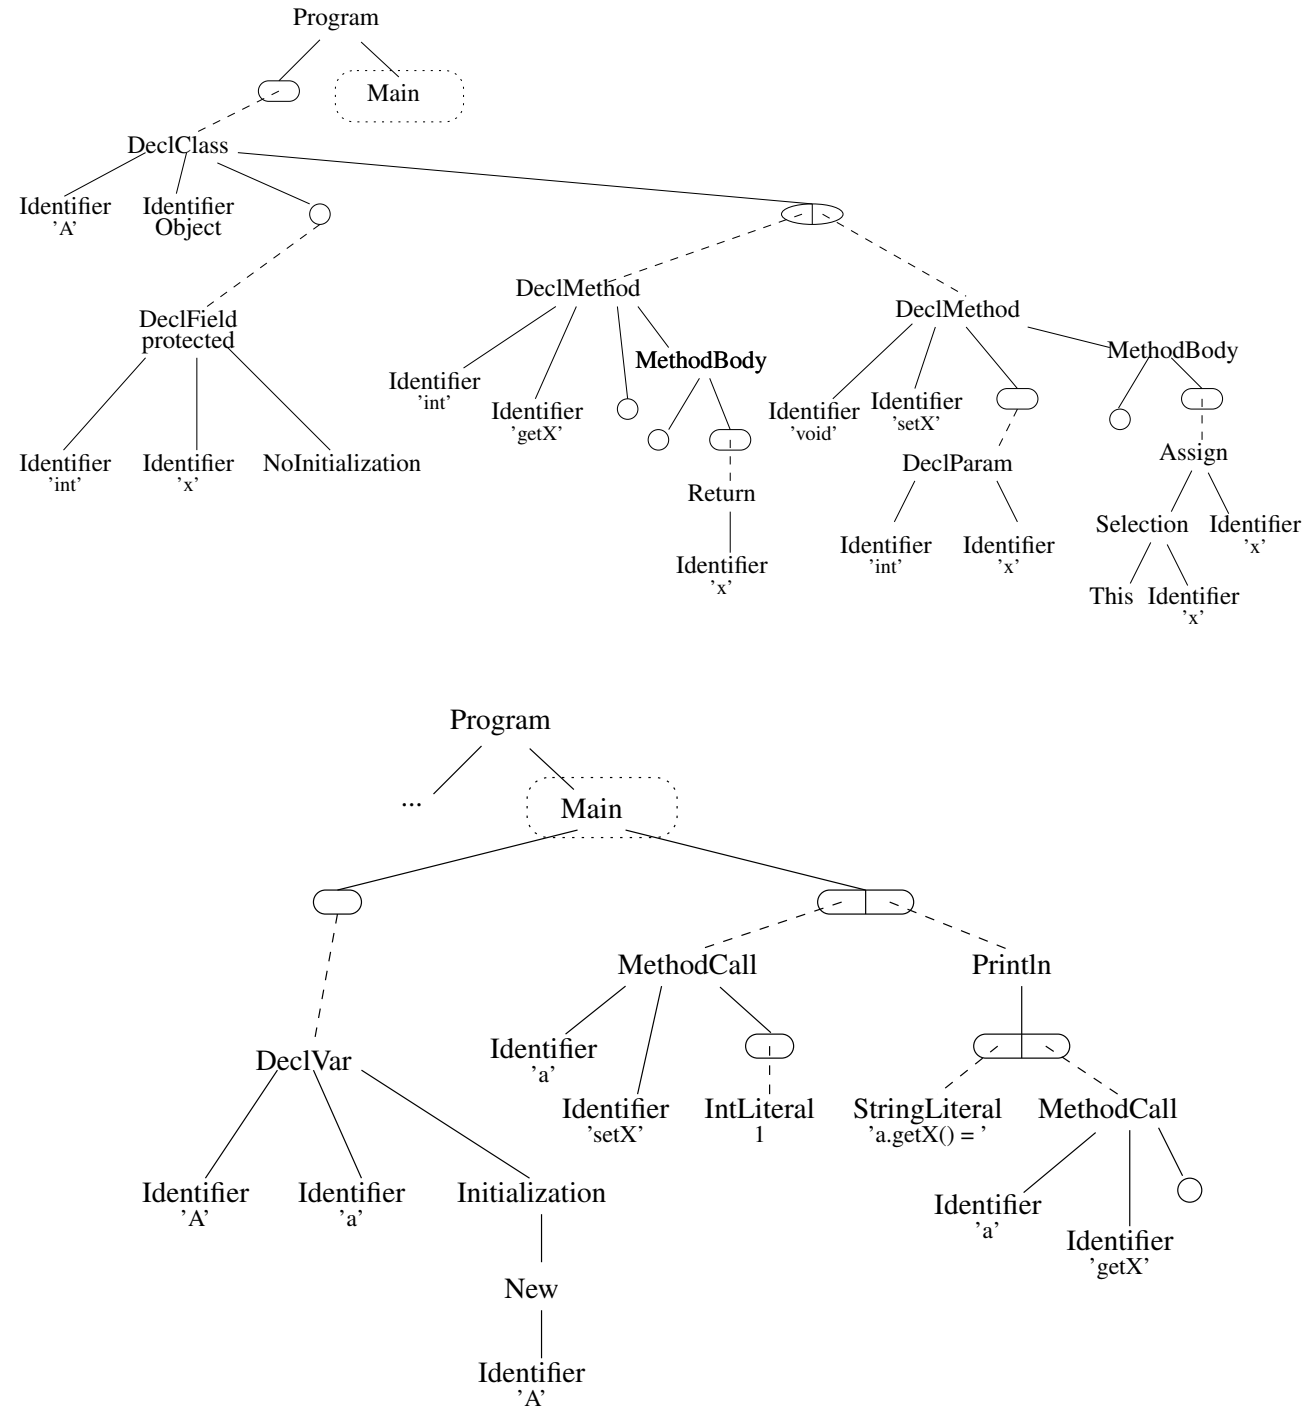 Program
Main
DeclClass
Identifier
'A'
Identifier
Object
DeclField
protected
Identifier
'int'
Identifier
'x'
NoInitialization
DeclMethod
Identifier
'int'
Identifier
'getX'
MethodBody
Return
Identifier
'x'
DeclMethod
Identifier
'void'
Identifier
'setX'
DeclParam
Identifier
'int'
Identifier
'x'
MethodBody
Assign
Selection
Identifier
'x'
This
Identifier
'x'
Program
...
Main
DeclVar
Identifier
'A'
Identifier
'a'
Initialization
New
Identifier
'A'
MethodCall
Identifier
'a'
Identifier
'setX'
IntLiteral
1
Println
StringLiteral
'a.getX() = '
MethodCall
Identifier
'a'
Identifier
'getX'